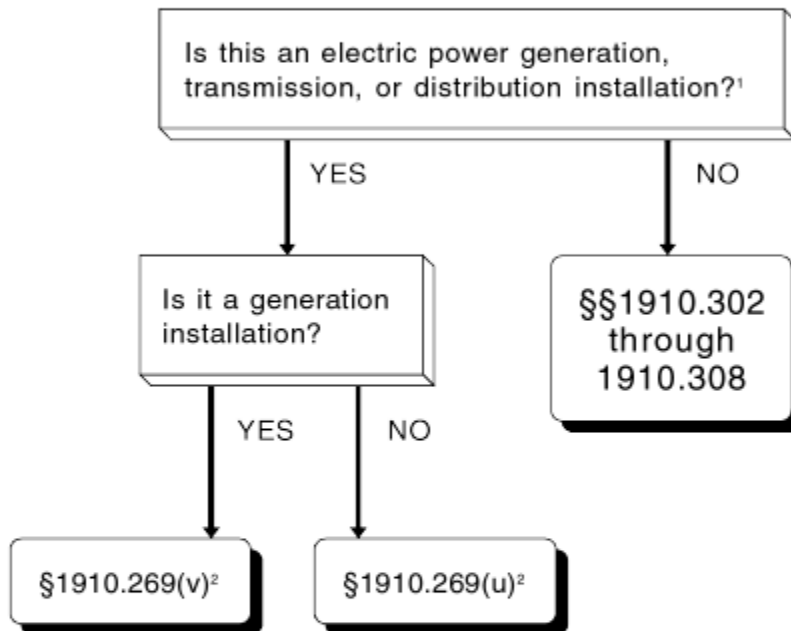 Is this an electric power generation,
transmission, or distribution installation?¹
YES
NO
Is it a generation
installation?
§§1910.302
through
1910.308
YES
NO
§1910.269(v)²
§1910.269(u)²